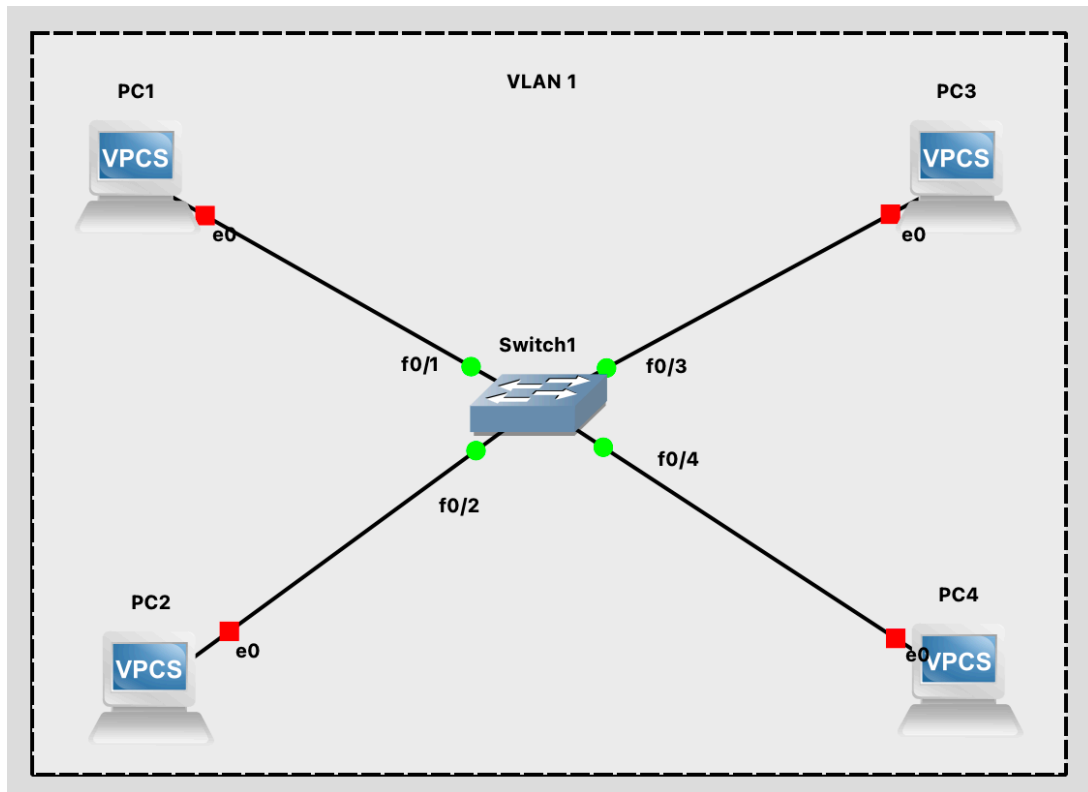 VLAN 1
PC1
PC3
VPCS
VPCS
e0
e0
Switch1
f0/1
f0/3
f0/4
f0/2
PC2
PC4
e0
e0
VPCS
VPCS